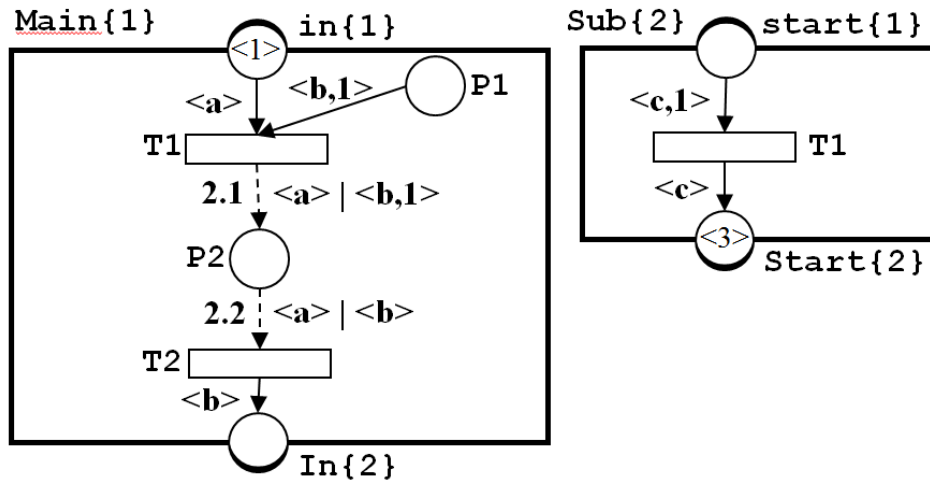 Main{1}
in{1}
<1>
<a>
<b,1>
P1
T1
2.1 <a> | <b,1>
P2
2.2 <a> | <b>
T2
<b>
In{2}
Sub{2}
start{1}
<c,1>
T1
<c>
<3>
Start{2}